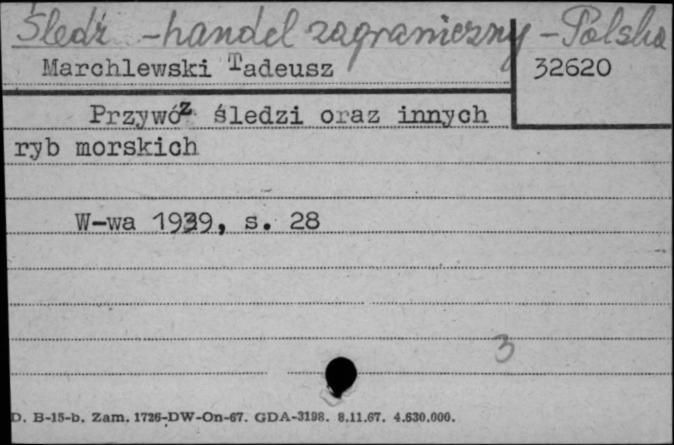 Śledź - handel zagraniczny - Polska
Marchlewski Tadeusz
32620
Przywóz śledzi oraz innych
ryb morskich
W-wa 1939, s. 28
3
D. B-15-b. Zam. 1726-DW-On-67. GDA-3198. 8.11.67. 4.630.000.